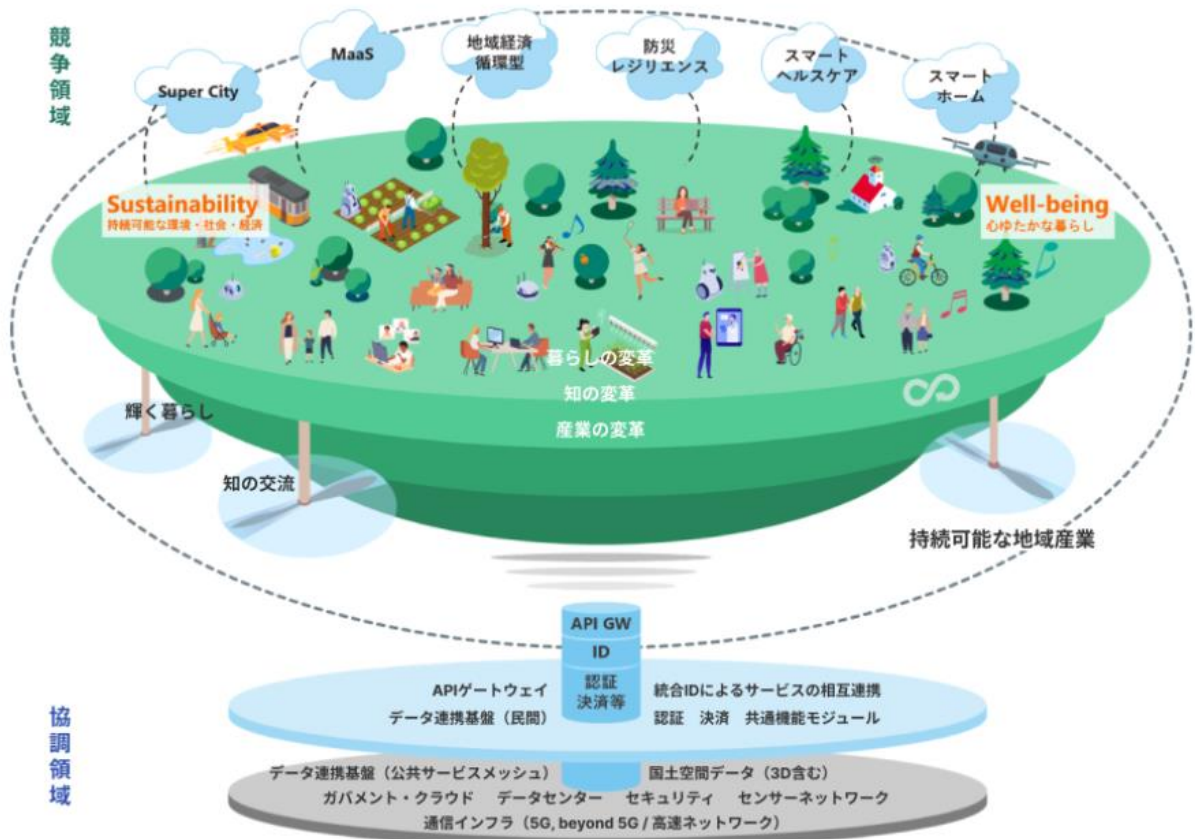 競争領域
Super City
MaaS
地域経済
循環型
防災
レジリエンス
スマート
ヘルスケア
スマート
ホーム
Sustainability
持続可能な環境・社会・経済
Well-being
心ゆたかな暮らし
暮らしの変革
知の変革
産業の変革
輝く暮らし
知の交流
持続可能な地域産業
API GW
ID
認証
決済等
協調領域
APIゲートウェイ
統合IDによるサービスの相互連携
データ連携基盤（民間）
認証 決済 共通機能モジュール
データ連携基盤（公共サービスメッシュ）
国土空間データ（3D含む）
ガバメント・クラウド データセンター セキュリティ センサーネットワーク
通信インフラ（5G, beyond 5G / 高速ネットワーク）